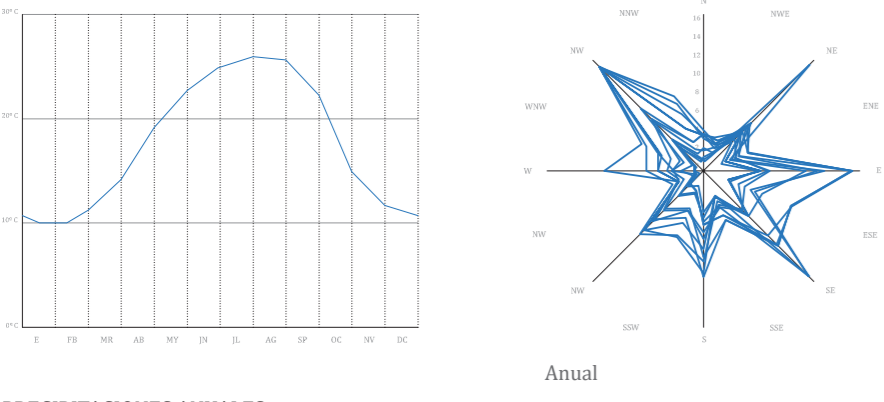 30° C
20° C
10° C
0° C
E FB MR AB MY JN JL AG SP OC NV DC
N
NNW NWE
NW NE
WNW ENE
W E
NW ESE
NW SE
SSW SSE
S
16
14
12
10
8
6
Anual